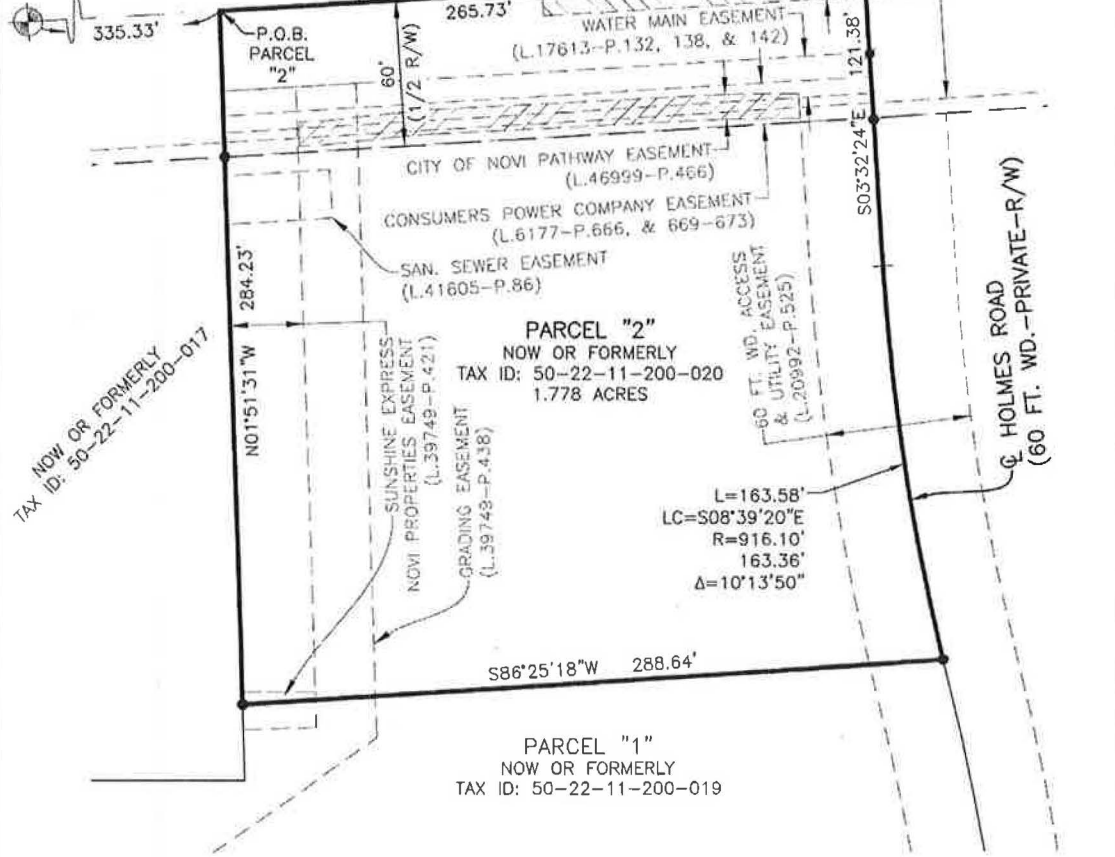 335.33'
P.O.B.
PARCEL
"2"
265.73'
60'
(1/2 R/W)
WATER MAIN EASEMENT
(L.17613-P.132, 138, & 142)
121.38'
S03°32'24"E
CITY OF NOVI PATHWAY EASEMENT
(L.46999-P.466)
CONSUMERS POWER COMPANY EASEMENT
(L.6177-P.666, & 669-673)
SAN. SEWER EASEMENT
(L.41605-P.86)
284.23'
N01°51'31"W
NOW OR FORMERLY
TAX ID: 50-22-11-200-017
PARCEL "2"
NOW OR FORMERLY
TAX ID: 50-22-11-200-020
1.778 ACRES
SUNSHINE EXPRESS
NOVI PROPERTIES EASEMENT
(L.39749-P.421)
GRADING EASEMENT
(L.39749-P.438)
60 FT. WD. ACCESS
& UTILITY EASEMENT
(L.20992-P.525)
℄ HOLMES ROAD
(60 FT. WD.-PRIVATE-R/W)
L=163.58'
LC=S08°39'20"E
R=916.10'
163.36'
Δ=10°13'50"
S86°25'18"W 288.64'
PARCEL "1"
NOW OR FORMERLY
TAX ID: 50-22-11-200-019